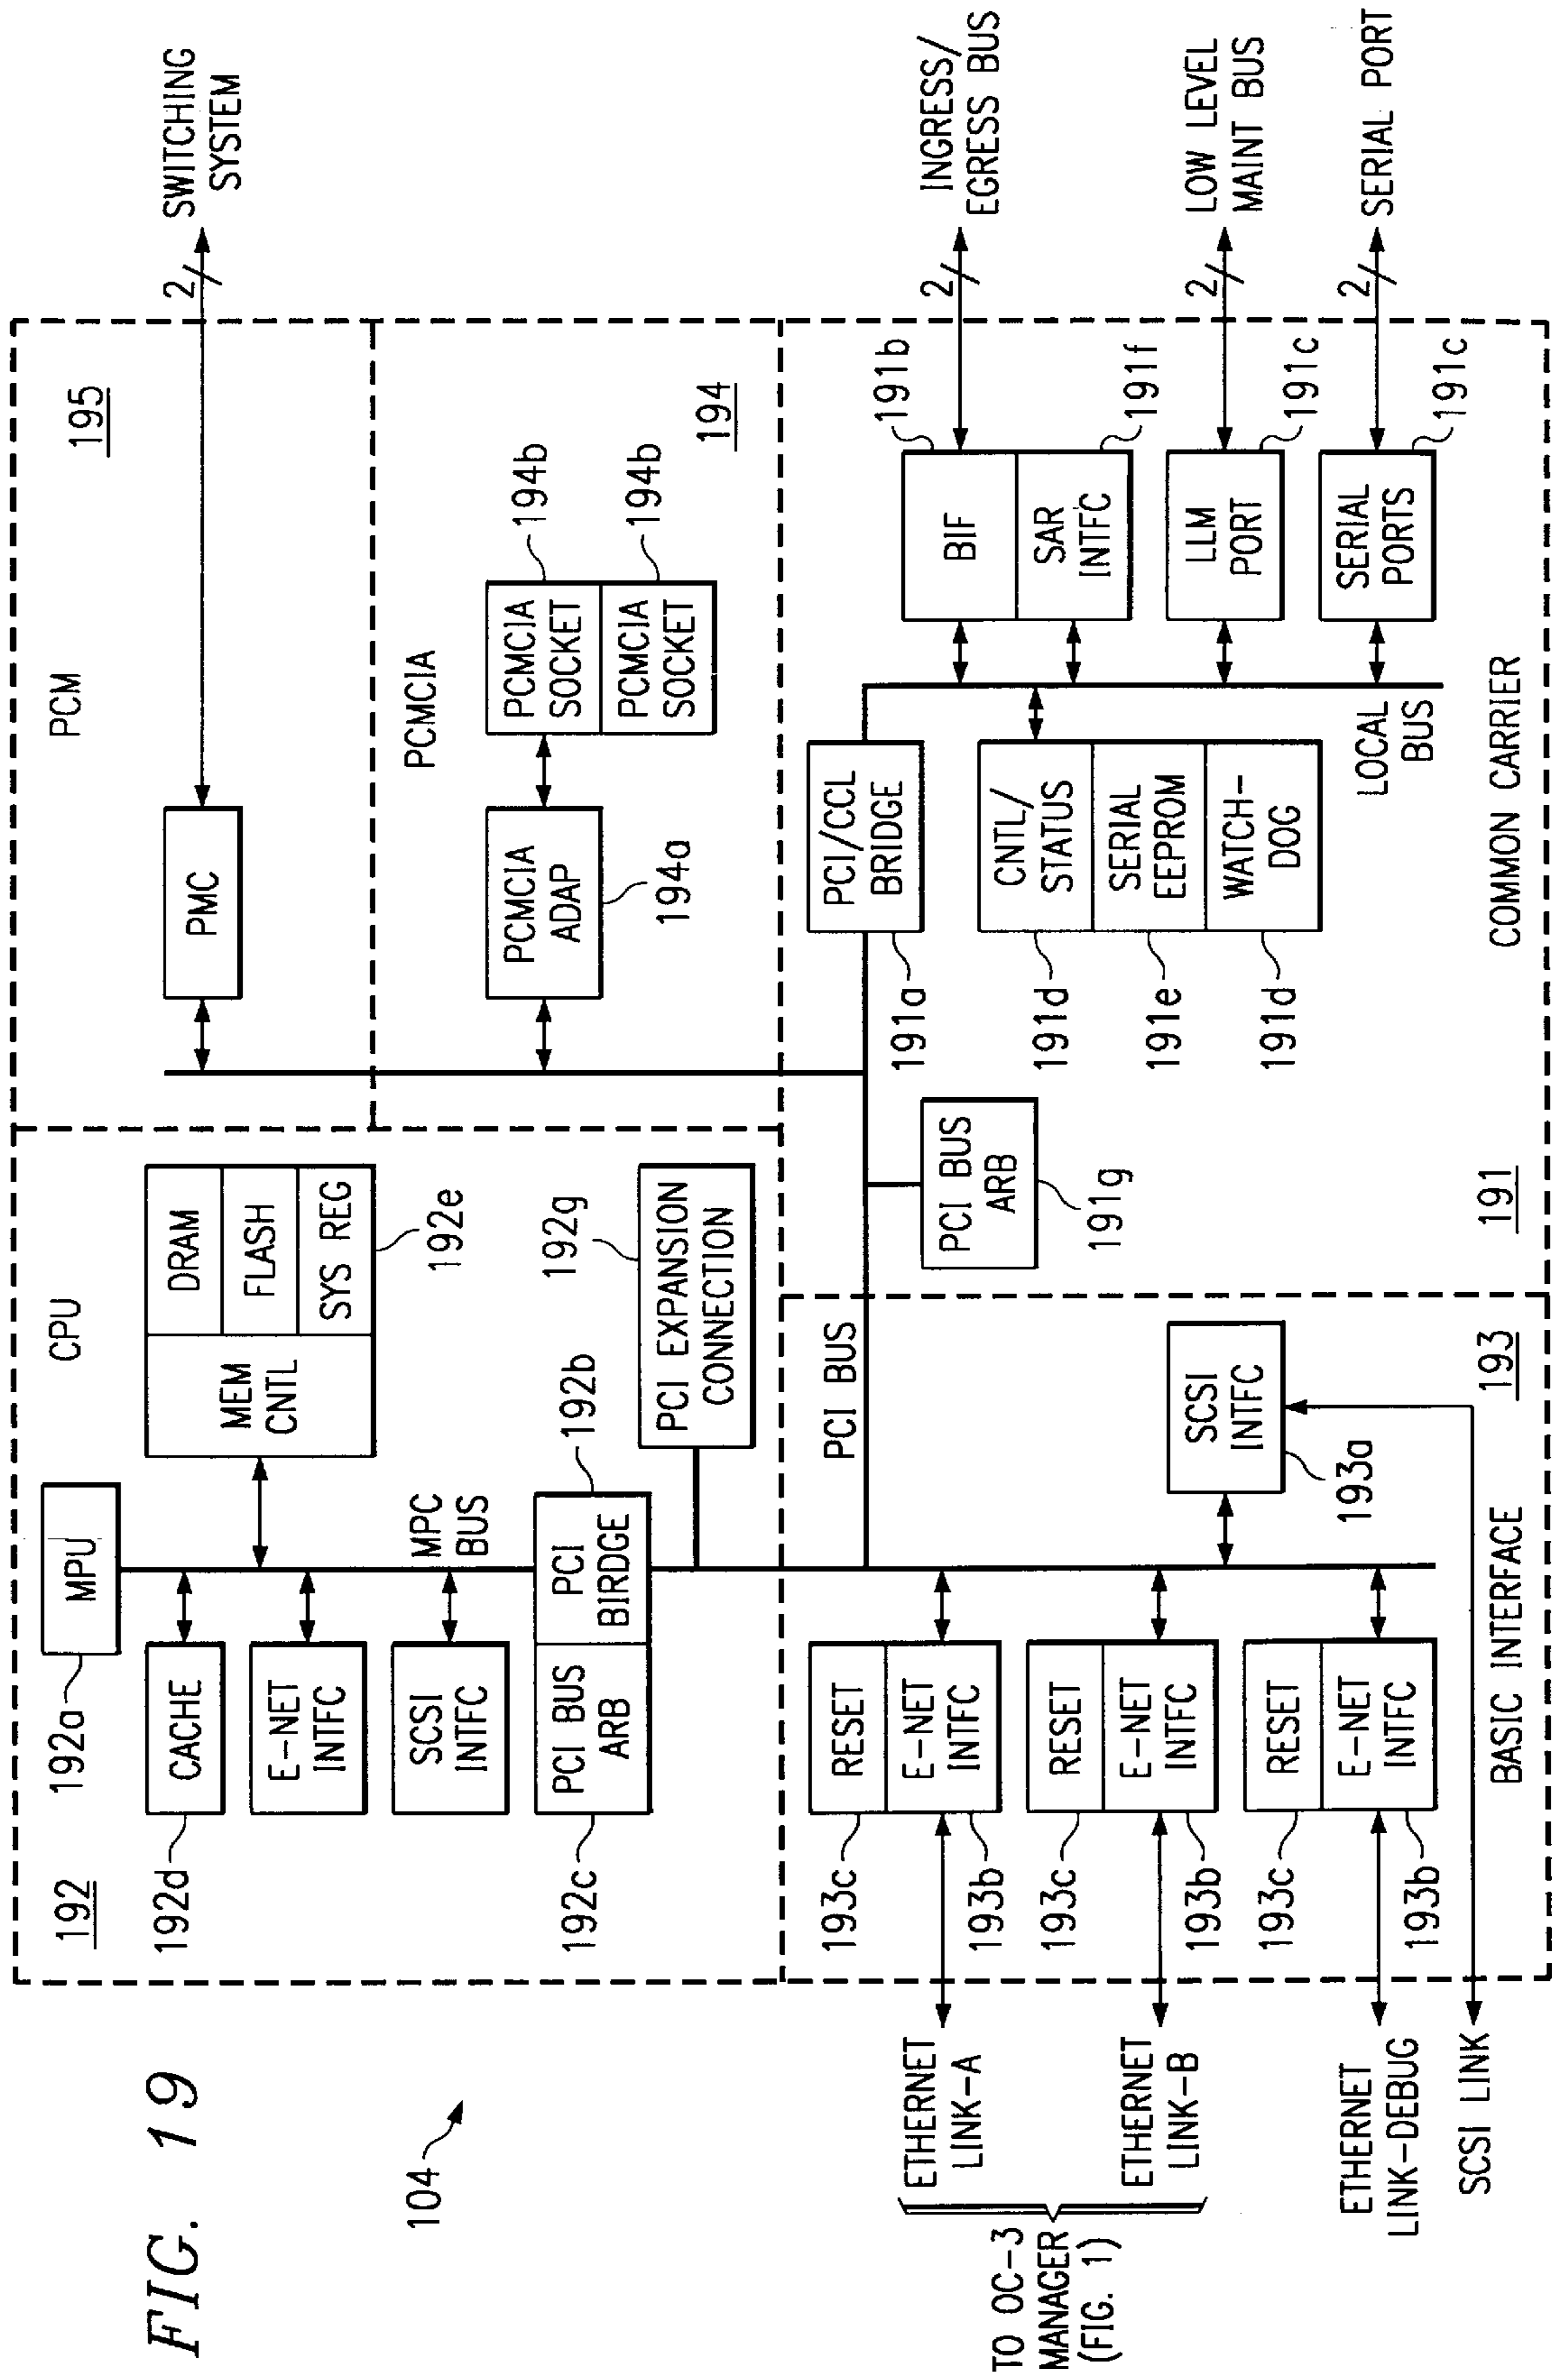 FIG. 19
104
192
CPU
192a
MPU
192d
CACHE
DRAM
FLASH
SYS REG
MEM
CNTL
192e
E-NET
INTFC
SCSI
INTFC
MPC
BUS
PCI BUS
ARB
PCI
BIRDGE
192b
192c
192g
PCI EXPANSION
CONNECTION
PCM
195
PMC
2
SWITCHING
SYSTEM
PCMCIA
194
PCMCIA
ADAP
194a
PCMCIA
SOCKET
194b
PCMCIA
SOCKET
194b
PCI BUS
RESET
193c
E-NET
INTFC
193b
ETHERNET
LINK-A
RESET
193c
E-NET
INTFC
193b
ETHERNET
LINK-B
TO OC-3
MANAGER
(FIG. 1)
RESET
193c
E-NET
INTFC
193b
ETHERNET
LINK-DEBUG
SCSI LINK
SCSI
INTFC
193a
193
BASIC INTERFACE
PCI BUS
ARB
191g
191
PCI/CCL
BRIDGE
191a
CNTL/
STATUS
191d
SERIAL
EEPROM
191e
WATCH-
DOG
191d
LOCAL
BUS
BIF
191b
2
INGRESS/
EGRESS BUS
SAR
INTFC
191f
LLM
PORT
191c
2
LOW LEVEL
MAINT BUS
SERIAL
PORTS
191c
2
SERIAL PORT
COMMON CARRIER